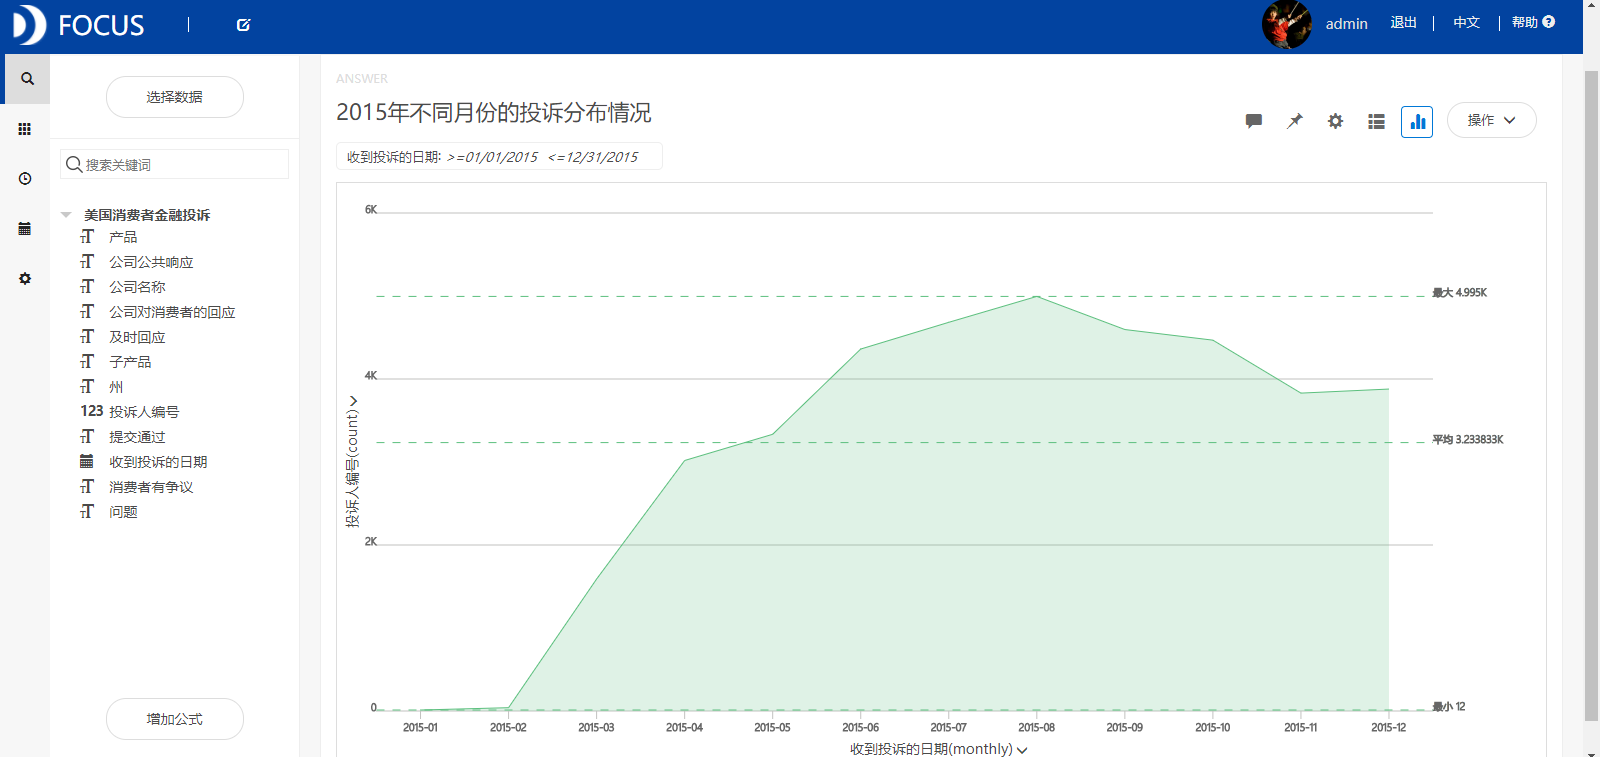 FOCUS
admin
退出
中文
帮助
选择数据
搜索关键词
美国消费者金融投诉
产品
公司公共响应
公司名称
公司对消费者的回应
及时回应
子产品
州
123 投诉人编号
提交通过
收到投诉的日期
消费者有争议
问题
增加公式
ANSWER
2015年不同月份的投诉分布情况
操作
收到投诉的日期: >=01/01/2015 <=12/31/2015
6K
最大 4.995K
4K
平均 3.233833K
投诉人编号(count)
2K
0
最小 12
2015-01 2015-02 2015-03 2015-04 2015-05 2015-06 2015-07 2015-08 2015-09 2015-10 2015-11 2015-12
收到投诉的日期(monthly)